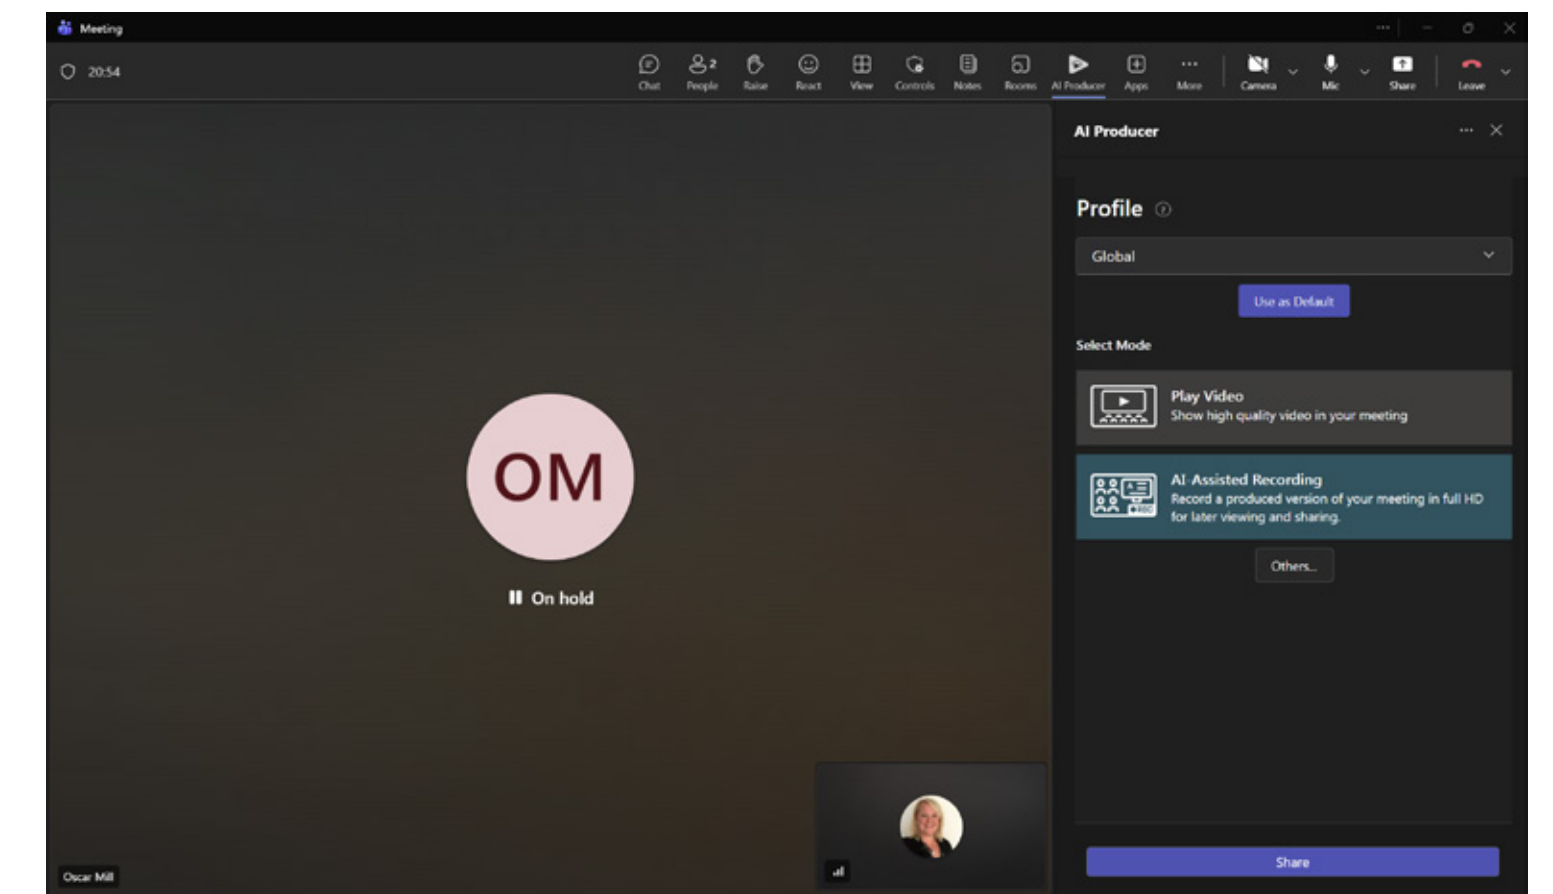 Meeting
20:54
Chat
People 2
Raise
React
View
Controls
Notes
Rooms
AI Producer
Apps
More
Camera
Mic
Share
Leave
AI Producer
Profile
Global
Use as Default
Select Mode
Play Video
Show high quality video in your meeting
AI-Assisted Recording
Record a produced version of your meeting in full HD
for later viewing and sharing.
Others...
OM
On hold
Oscar Mill
Share